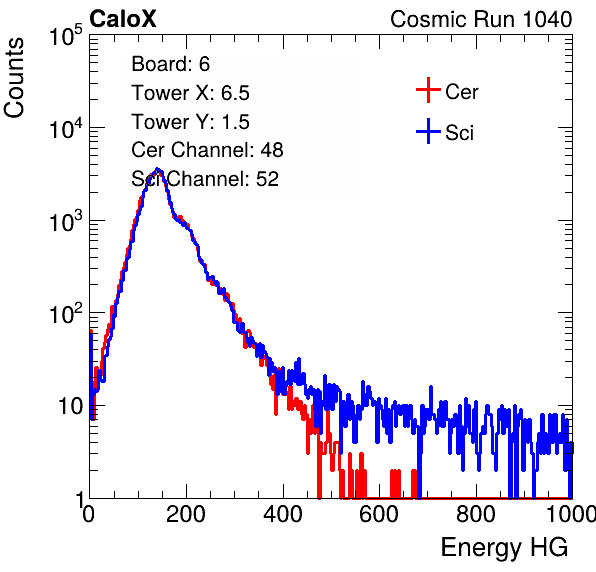 CaloX
Cosmic Run 1040
Counts
10^5
10^4
10^3
10^2
10
1
Board: 6
Tower X: 6.5
Tower Y: 1.5
Cer Channel: 48
Sci Channel: 52
Cer
Sci
0 200 400 600 800 1000
Energy HG